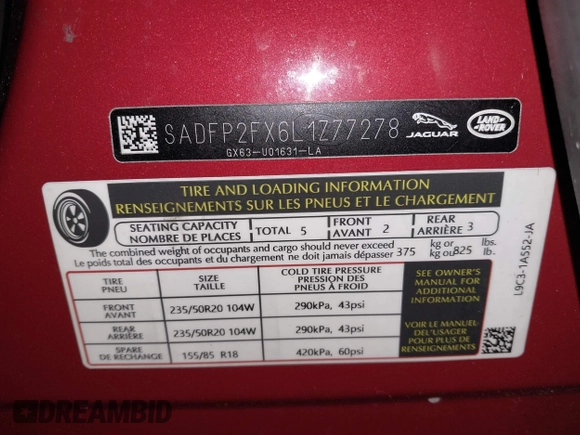 SADFP2FX6L1Z77278
GX63-U01631-LA
JAGUAR
LAND-
ROVER
TIRE AND LOADING INFORMATION
RENSEIGNEMENTS SUR LES PNEUS ET LE CHARGEMENT
SEATING CAPACITY
NOMBRE DE PLACES
TOTAL 5
FRONT
AVANT 2
REAR
ARRIÈRE 3
The combined weight of occupants and cargo should never exceed
Le poids total des occupants et du chargement ne doit jamais dépasser
375 kg or 825 lbs.
kg ou lb.
TIRE
PNEU
SIZE
TAILLE
COLD TIRE PRESSURE
PRESSION DES
PNEUS À FROID
FRONT
AVANT
235/50R20 104W
290kPa, 43psi
REAR
ARRIÈRE
235/50R20 104W
290kPa, 43psi
SPARE
DE RECHANGE
155/85 R18
420kPa, 60psi
SEE OWNER'S
MANUAL FOR
ADDITIONAL
INFORMATION
VOIR LE MANUEL
DE L'USAGER
POUR PLUS DE
RENSEIGNEMENTS
L9C3-1A552-JA
DREAMBID